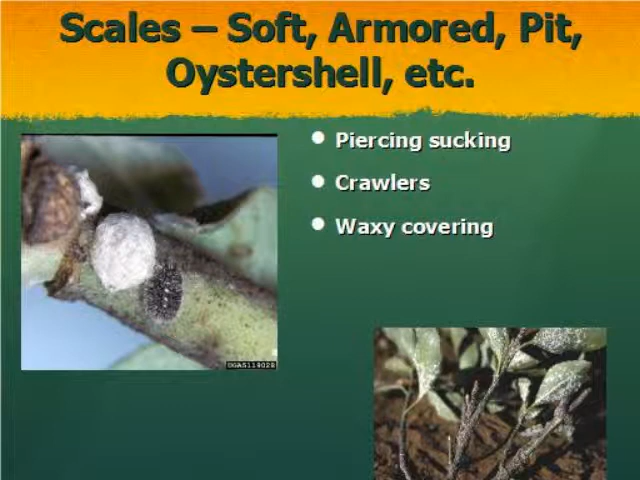 Scales – Soft, Armored, Pit,
Oystershell, etc.
Piercing sucking
Crawlers
Waxy covering